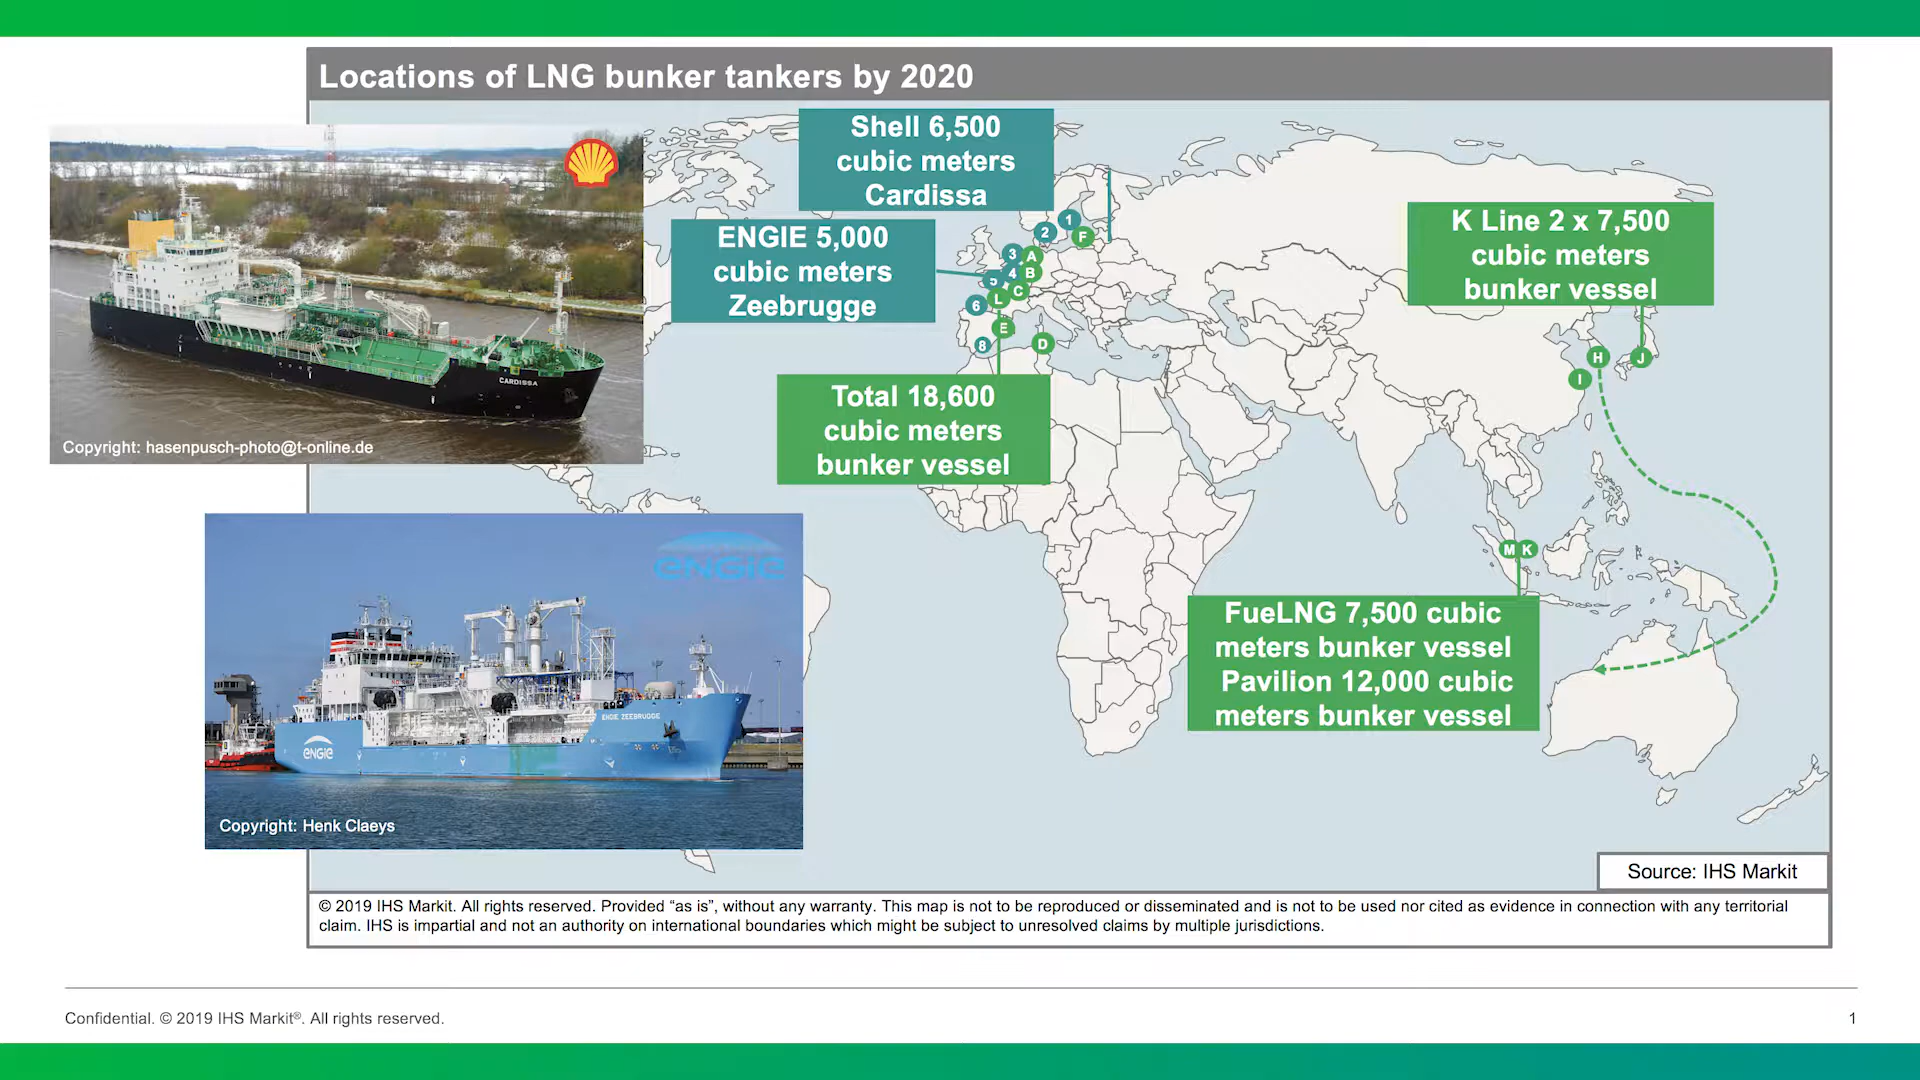 Locations of LNG bunker tankers by 2020
CARDISSA
Copyright: hasenpusch-photo@t-online.de
Shell 6,500
cubic meters
Cardissa
ENGIE 5,000
cubic meters
Zeebrugge
K Line 2 x 7,500
cubic meters
bunker vessel
1
2
F
3
A
4
B
5
C
L
6
E
8
D
H
J
I
Total 18,600
cubic meters
bunker vessel
M
K
FueLNG 7,500 cubic
meters bunker vessel
Pavilion 12,000 cubic
meters bunker vessel
ENGIE
ENGIE ZEEBRUGGE
ENGIE
Copyright: Henk Claeys
Source: IHS Markit
© 2019 IHS Markit. All rights reserved. Provided “as is”, without any warranty. This map is not to be reproduced or disseminated and is not to be used nor cited as evidence in connection with any territorial
claim. IHS is impartial and not an authority on international boundaries which might be subject to unresolved claims by multiple jurisdictions.
Confidential. © 2019 IHS Markit®. All rights reserved.
1